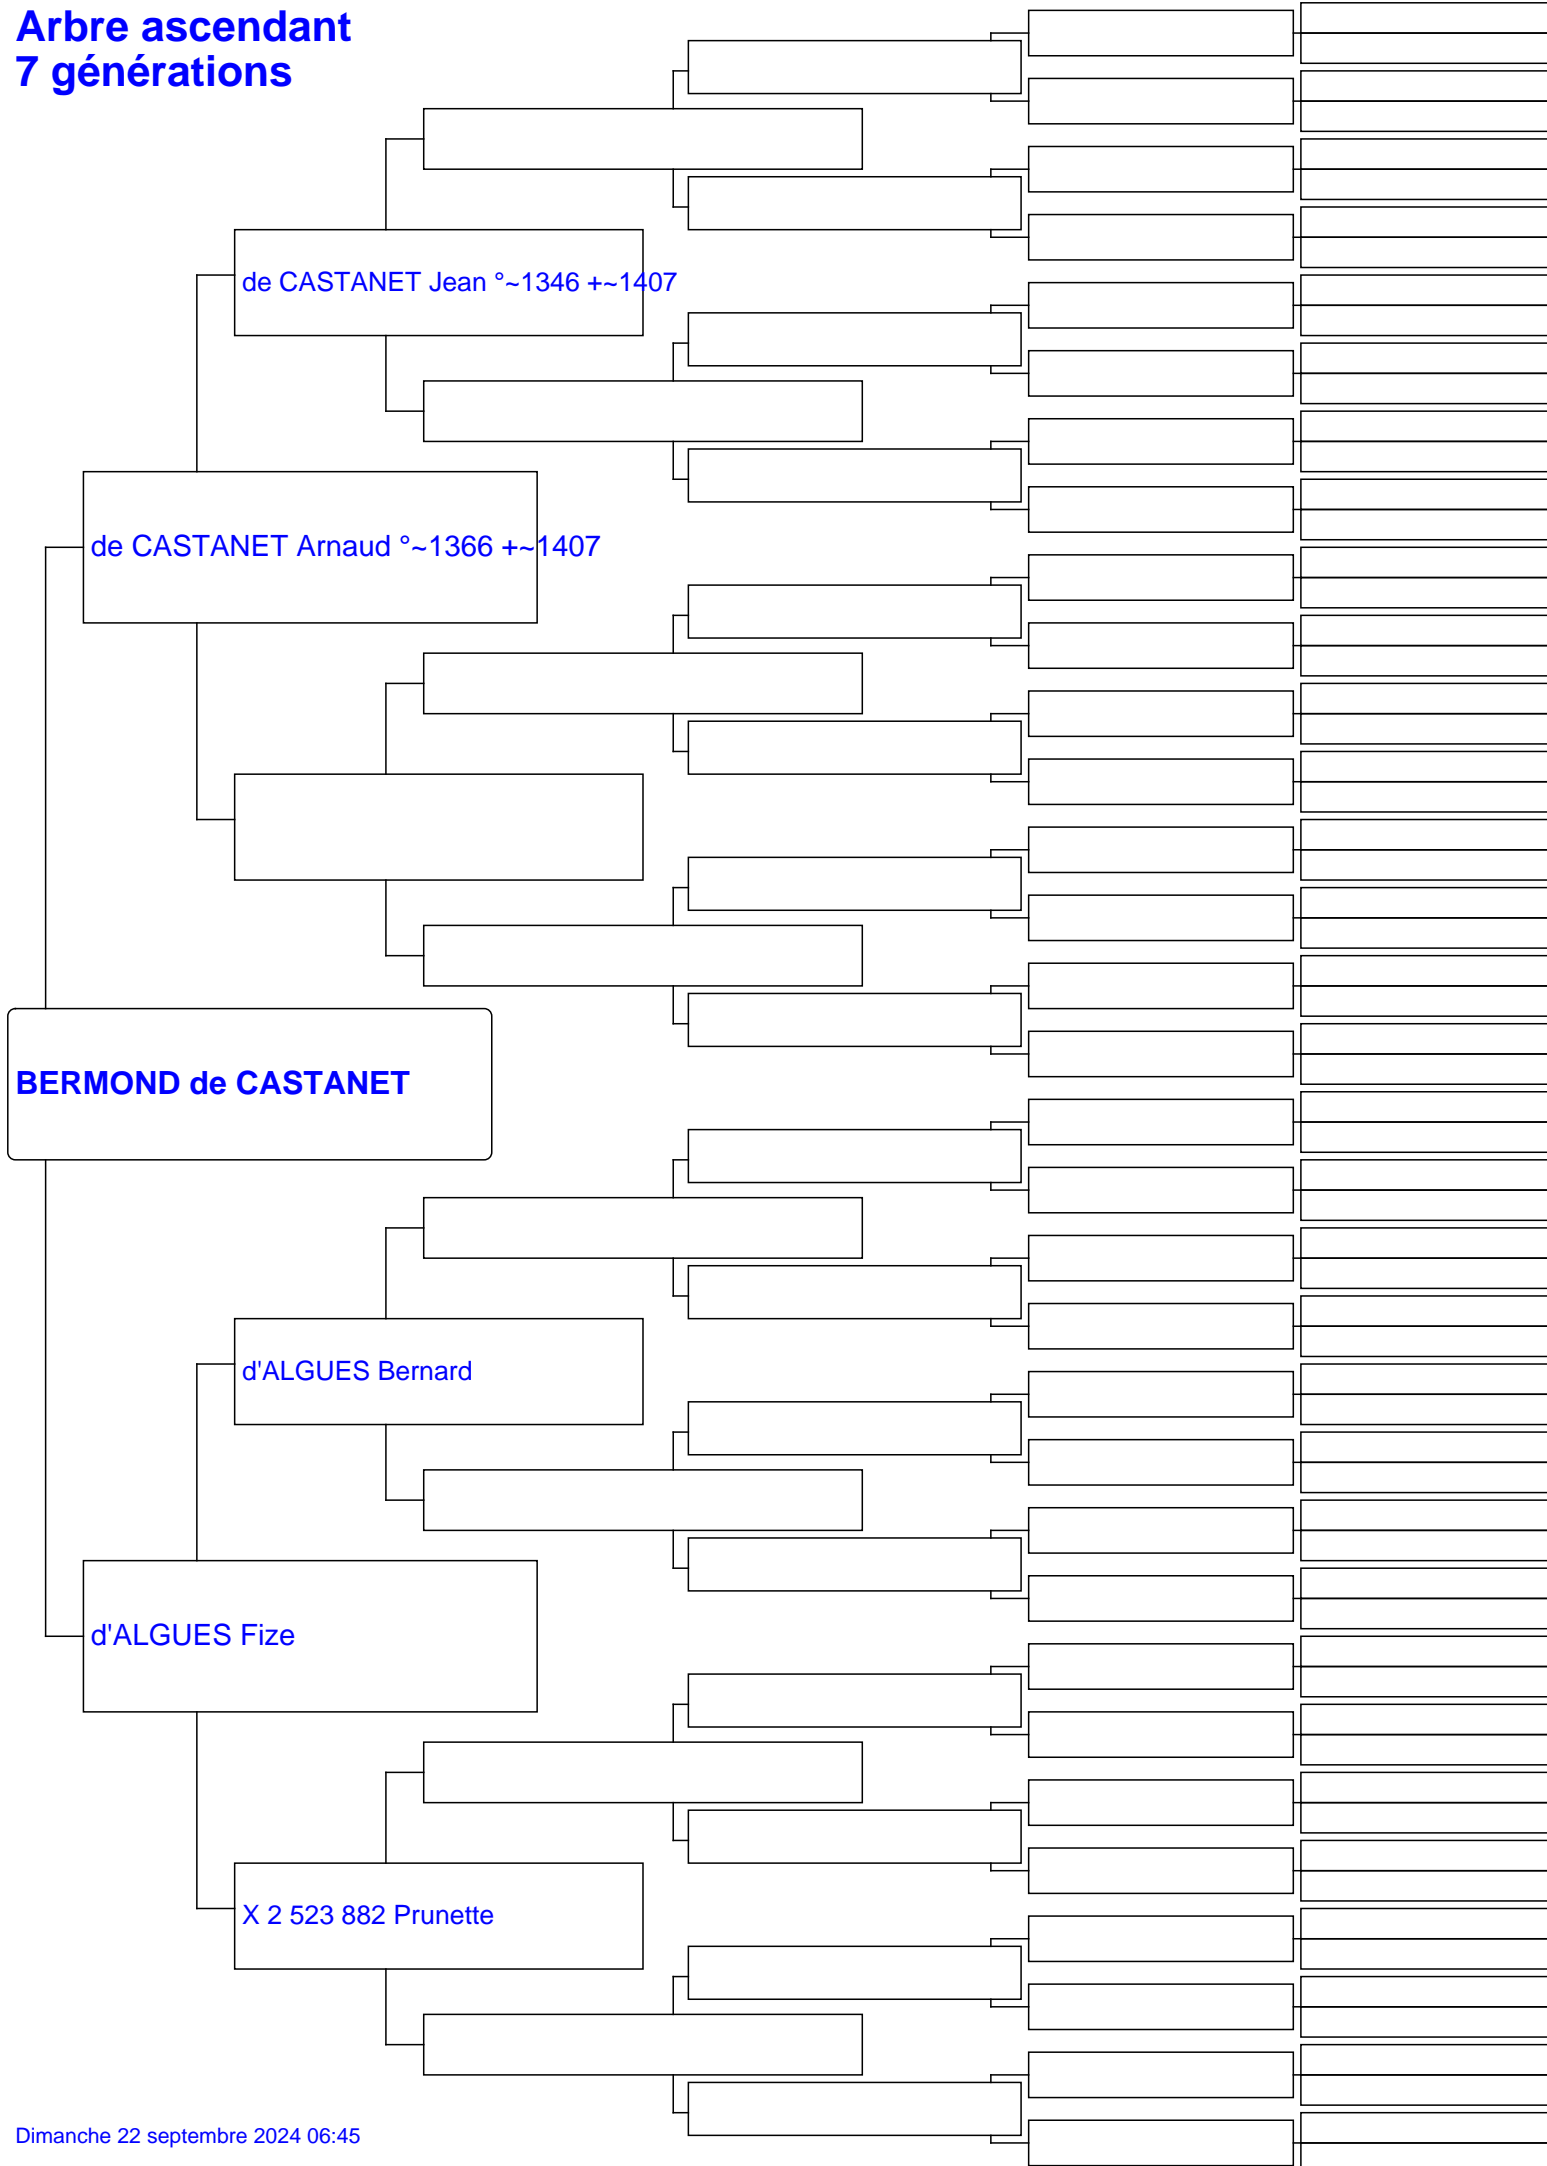 Arbre ascendant
7 générations
de CASTANET Jean °~1346 +~1407
de CASTANET Arnaud °~1366 +~1407
BERMOND de CASTANET
d'ALGUES Bernard
d'ALGUES Fize
X 2 523 882 Prunette
Dimanche 22 septembre 2024 06:45